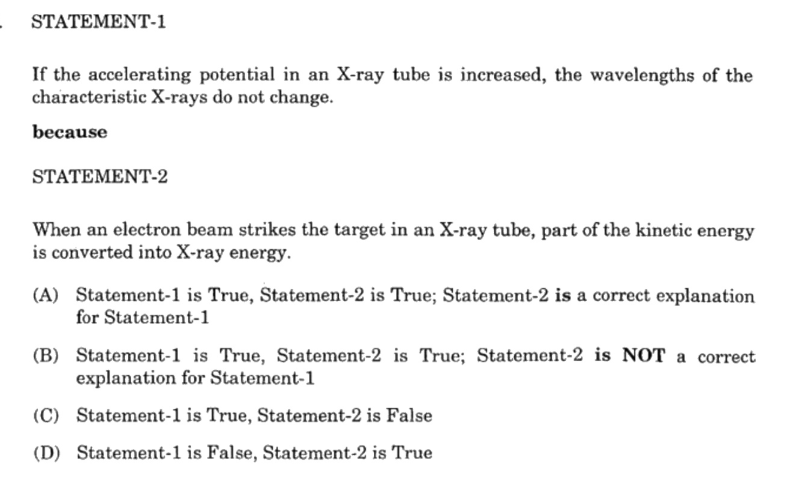 . STATEMENT-1
If the accelerating potential in an X-ray tube is increased, the wavelengths of the
characteristic X-rays do not change.
because
STATEMENT-2
When an electron beam strikes the target in an X-ray tube, part of the kinetic energy
is converted into X-ray energy.
(A) Statement-1 is True, Statement-2 is True; Statement-2 is a correct explanation
for Statement-1
(B) Statement-1 is True, Statement-2 is True; Statement-2 is NOT a correct
explanation for Statement-1
(C) Statement-1 is True, Statement-2 is False
(D) Statement-1 is False, Statement-2 is True